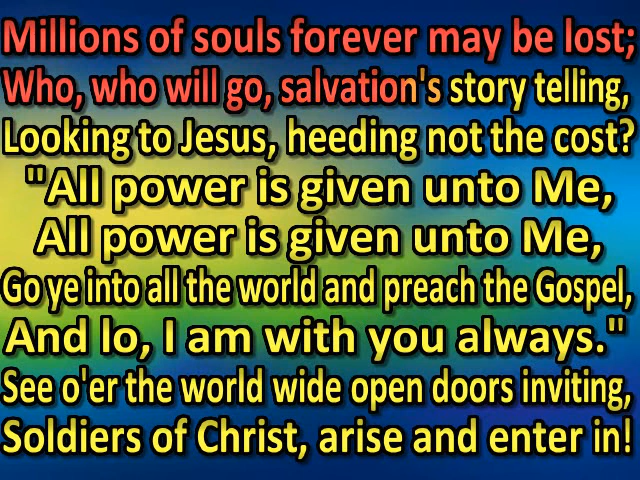 Millions of souls forever may be lost;
Who, who will go, salvation's story telling,
Looking to Jesus, heeding not the cost?
"All power is given unto Me,
All power is given unto Me,
Go ye into all the world and preach the Gospel,
And lo, I am with you always."
See o'er the world wide open doors inviting,
Soldiers of Christ, arise and enter in!